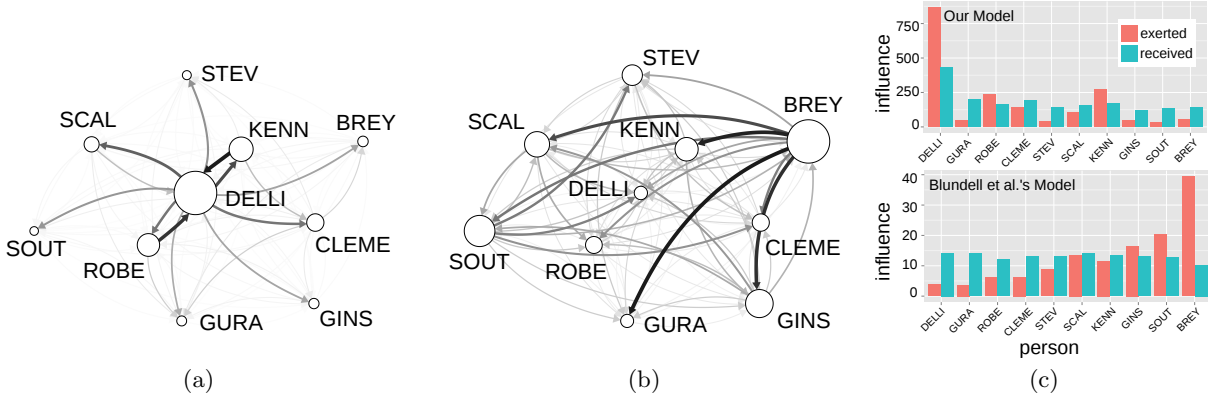 STEV
SCAL
KENN
BREY
DELLI
SOUT
CLEME
ROBE
GURA
GINS
(a)
STEV
BREY
SCAL
KENN
DELLI
SOUT
CLEME
ROBE
GURA
GINS
(b)
Our Model
exerted
received
influence
750
500
250
0
DELLI
GURA
ROBE
CLEME
STEV
SCAL
KENN
GINS
SOUT
BREY
Blundell et al.'s Model
influence
40
30
20
10
0
DELLI
GURA
ROBE
CLEME
STEV
SCAL
KENN
GINS
SOUT
BREY
person
(c)